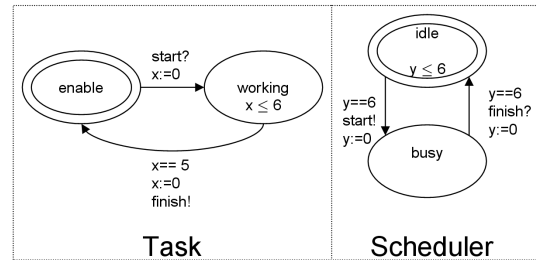 start?
x:=0
enable
working
x ≤ 6
x== 5
x:=0
finish!
Task
idle
y ≤ 6
y==6
start!
y:=0
y==6
finish?
y:=0
busy
Scheduler